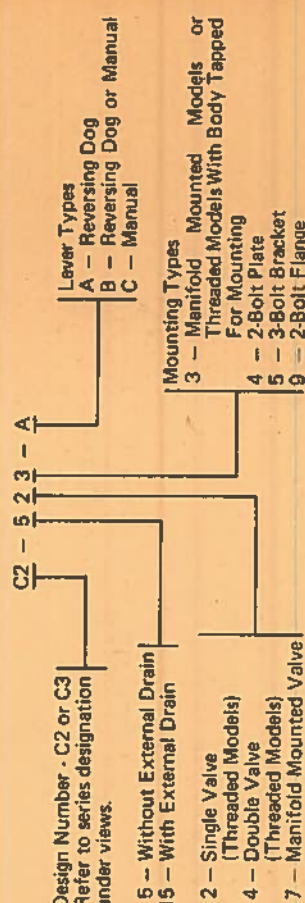 C2 - 5 2 3 - A
Design Number - C2 or C3
Refer to series designation
under views.
5 - Without External Drain
15 - With External Drain
2 - Single Valve
(Threaded Models)
4 - Double Valve
(Threaded Models)
7 - Manifold Mounted Valve
Lever Types
A - Reversing Dog
B - Reversing Dog or Manual
C - Manual
Mounting Types
3 - Manifold Mounted Models or
Threaded Models With Body Tapped
For Mounting
4 - 2-Bolt Plate
5 - 3-Bolt Bracket
9 - 2-Bolt Flange